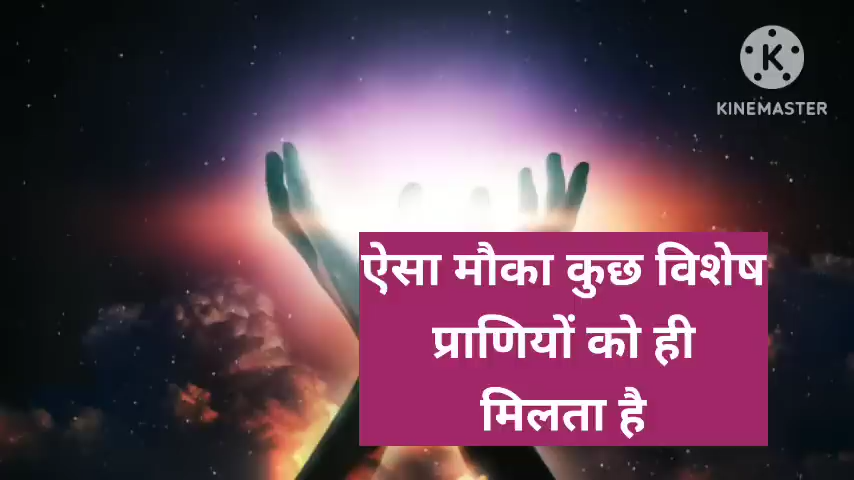 KINEMASTER
ऐसा मौका कुछ विशेष
प्राणियों को ही
मिलता है